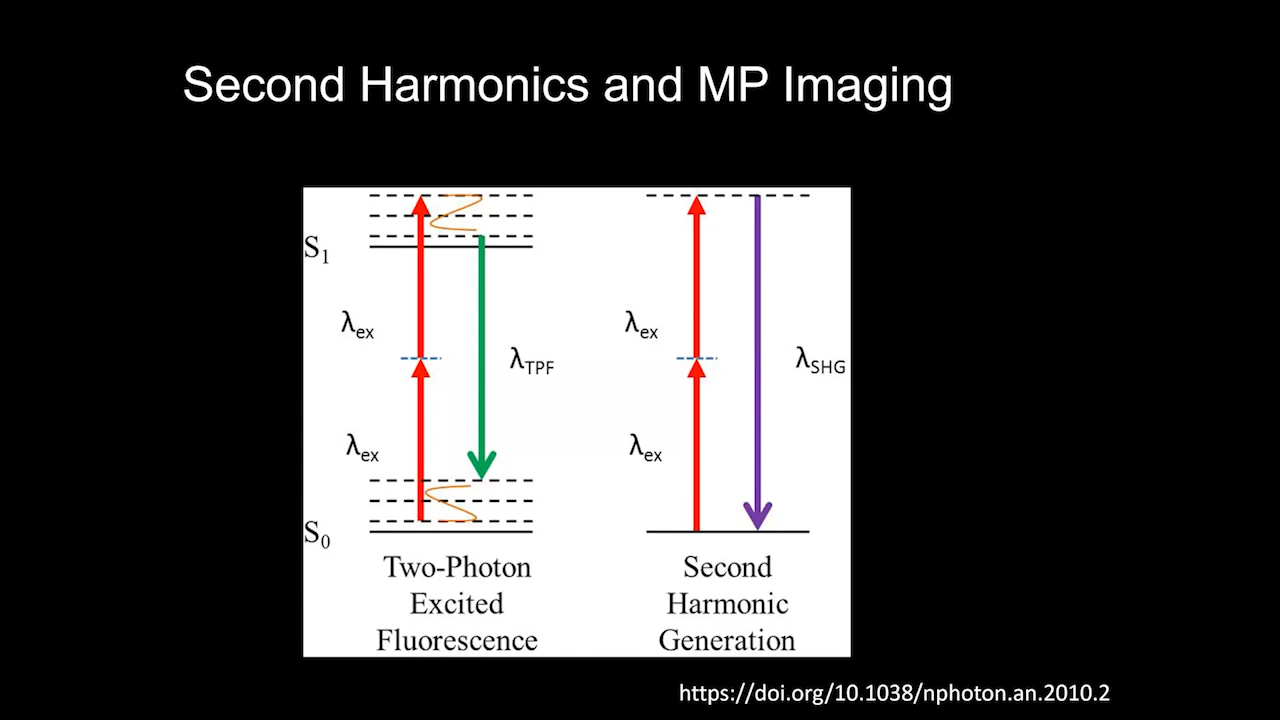 Second Harmonics and MP Imaging
S₁
λex
λex
λTPF
λSHG
λex
λex
S₀
Two-Photon
Excited
Fluorescence
Second
Harmonic
Generation
https://doi.org/10.1038/nphoton.an.2010.2